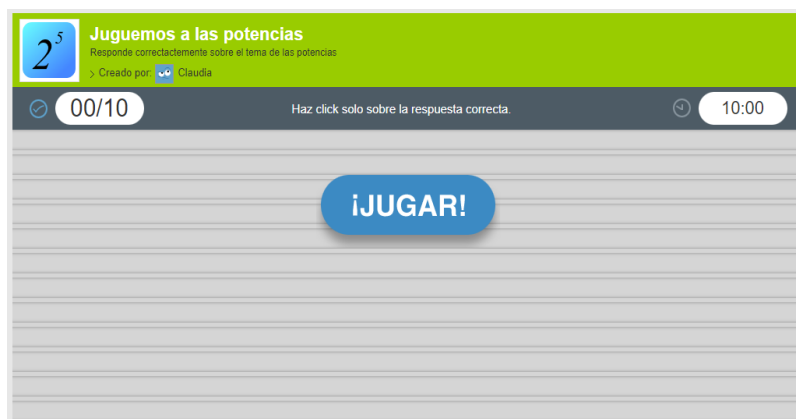 2⁵
Juguemos a las potencias
Responde correctactemente sobre el tema de las potencias
> Creado por: Claudia
00/10
Haz click solo sobre la respuesta correcta.
10:00
¡JUGAR!